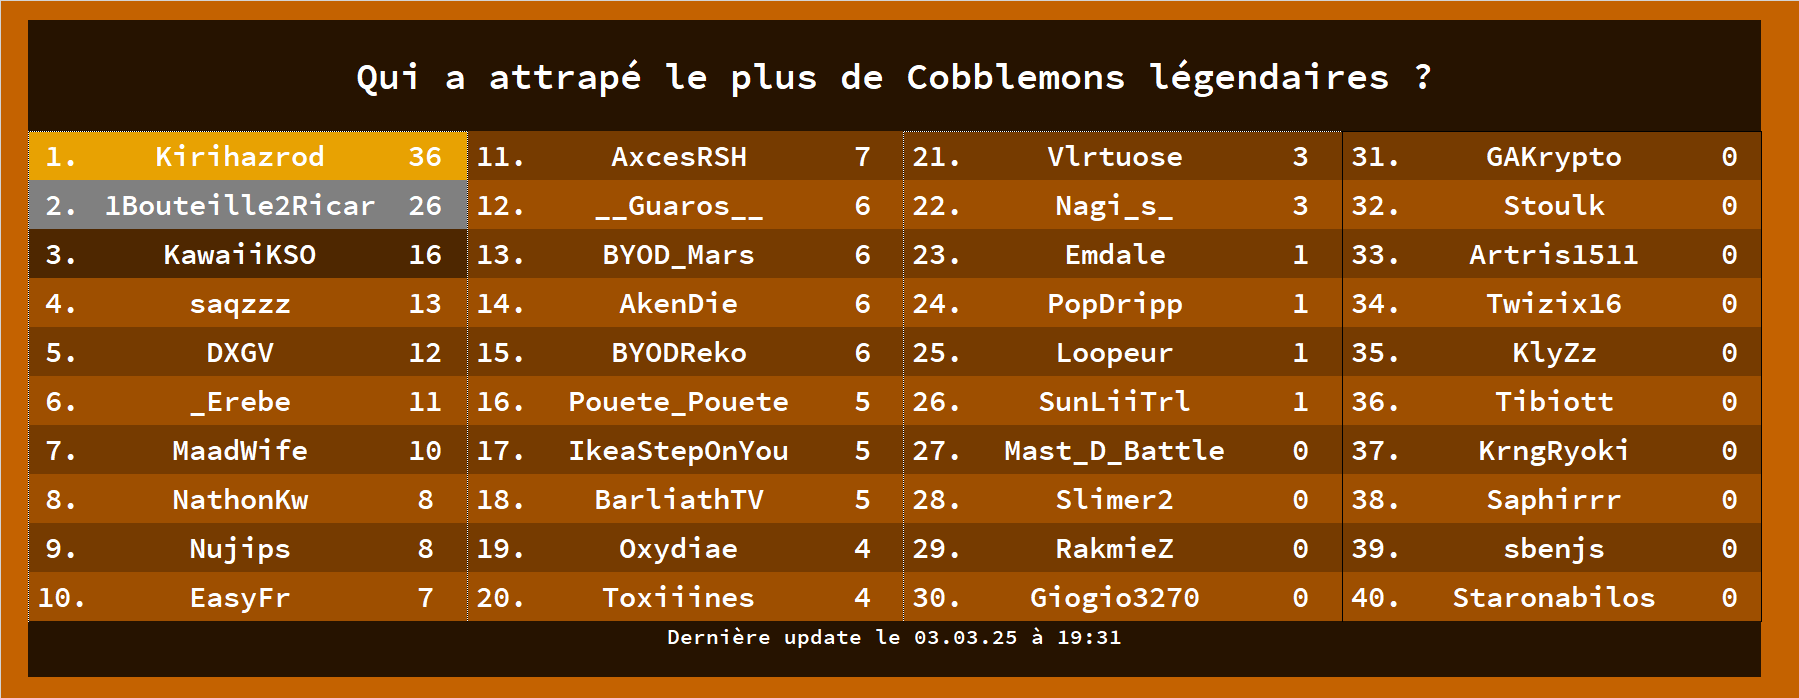 Qui a attrapé le plus de Cobblemons légendaires ?
1. Kirihazrod 36
2. 1Bouteille2Ricar 26
3. KawaiiKSO 16
4. saqzzz 13
5. DXGV 12
6. _Erebe 11
7. MaadWife 10
8. NathonKw 8
9. Nujips 8
10. EasyFr 7
11. AxcesRSH 7
12. __Guaros__ 6
13. BYOD_Mars 6
14. AkenDie 6
15. BYODReko 6
16. Pouete_Pouete 5
17. IkeaStepOnYou 5
18. BarliathTV 5
19. Oxydiae 4
20. Toxiiines 4
21. Vlrtuose 3
22. Nagi_s_ 3
23. Emdale 1
24. PopDripp 1
25. Loopeur 1
26. SunLiiTrl 1
27. Mast_D_Battle 0
28. Slimer2 0
29. RakmieZ 0
30. Giogio3270 0
31. GAKrypto 0
32. Stoulk 0
33. Artris1511 0
34. Twizix16 0
35. KlyZz 0
36. Tibiott 0
37. KrngRyoki 0
38. Saphirrr 0
39. sbenjs 0
40. Staronabilos 0
Dernière update le 03.03.25 à 19:31